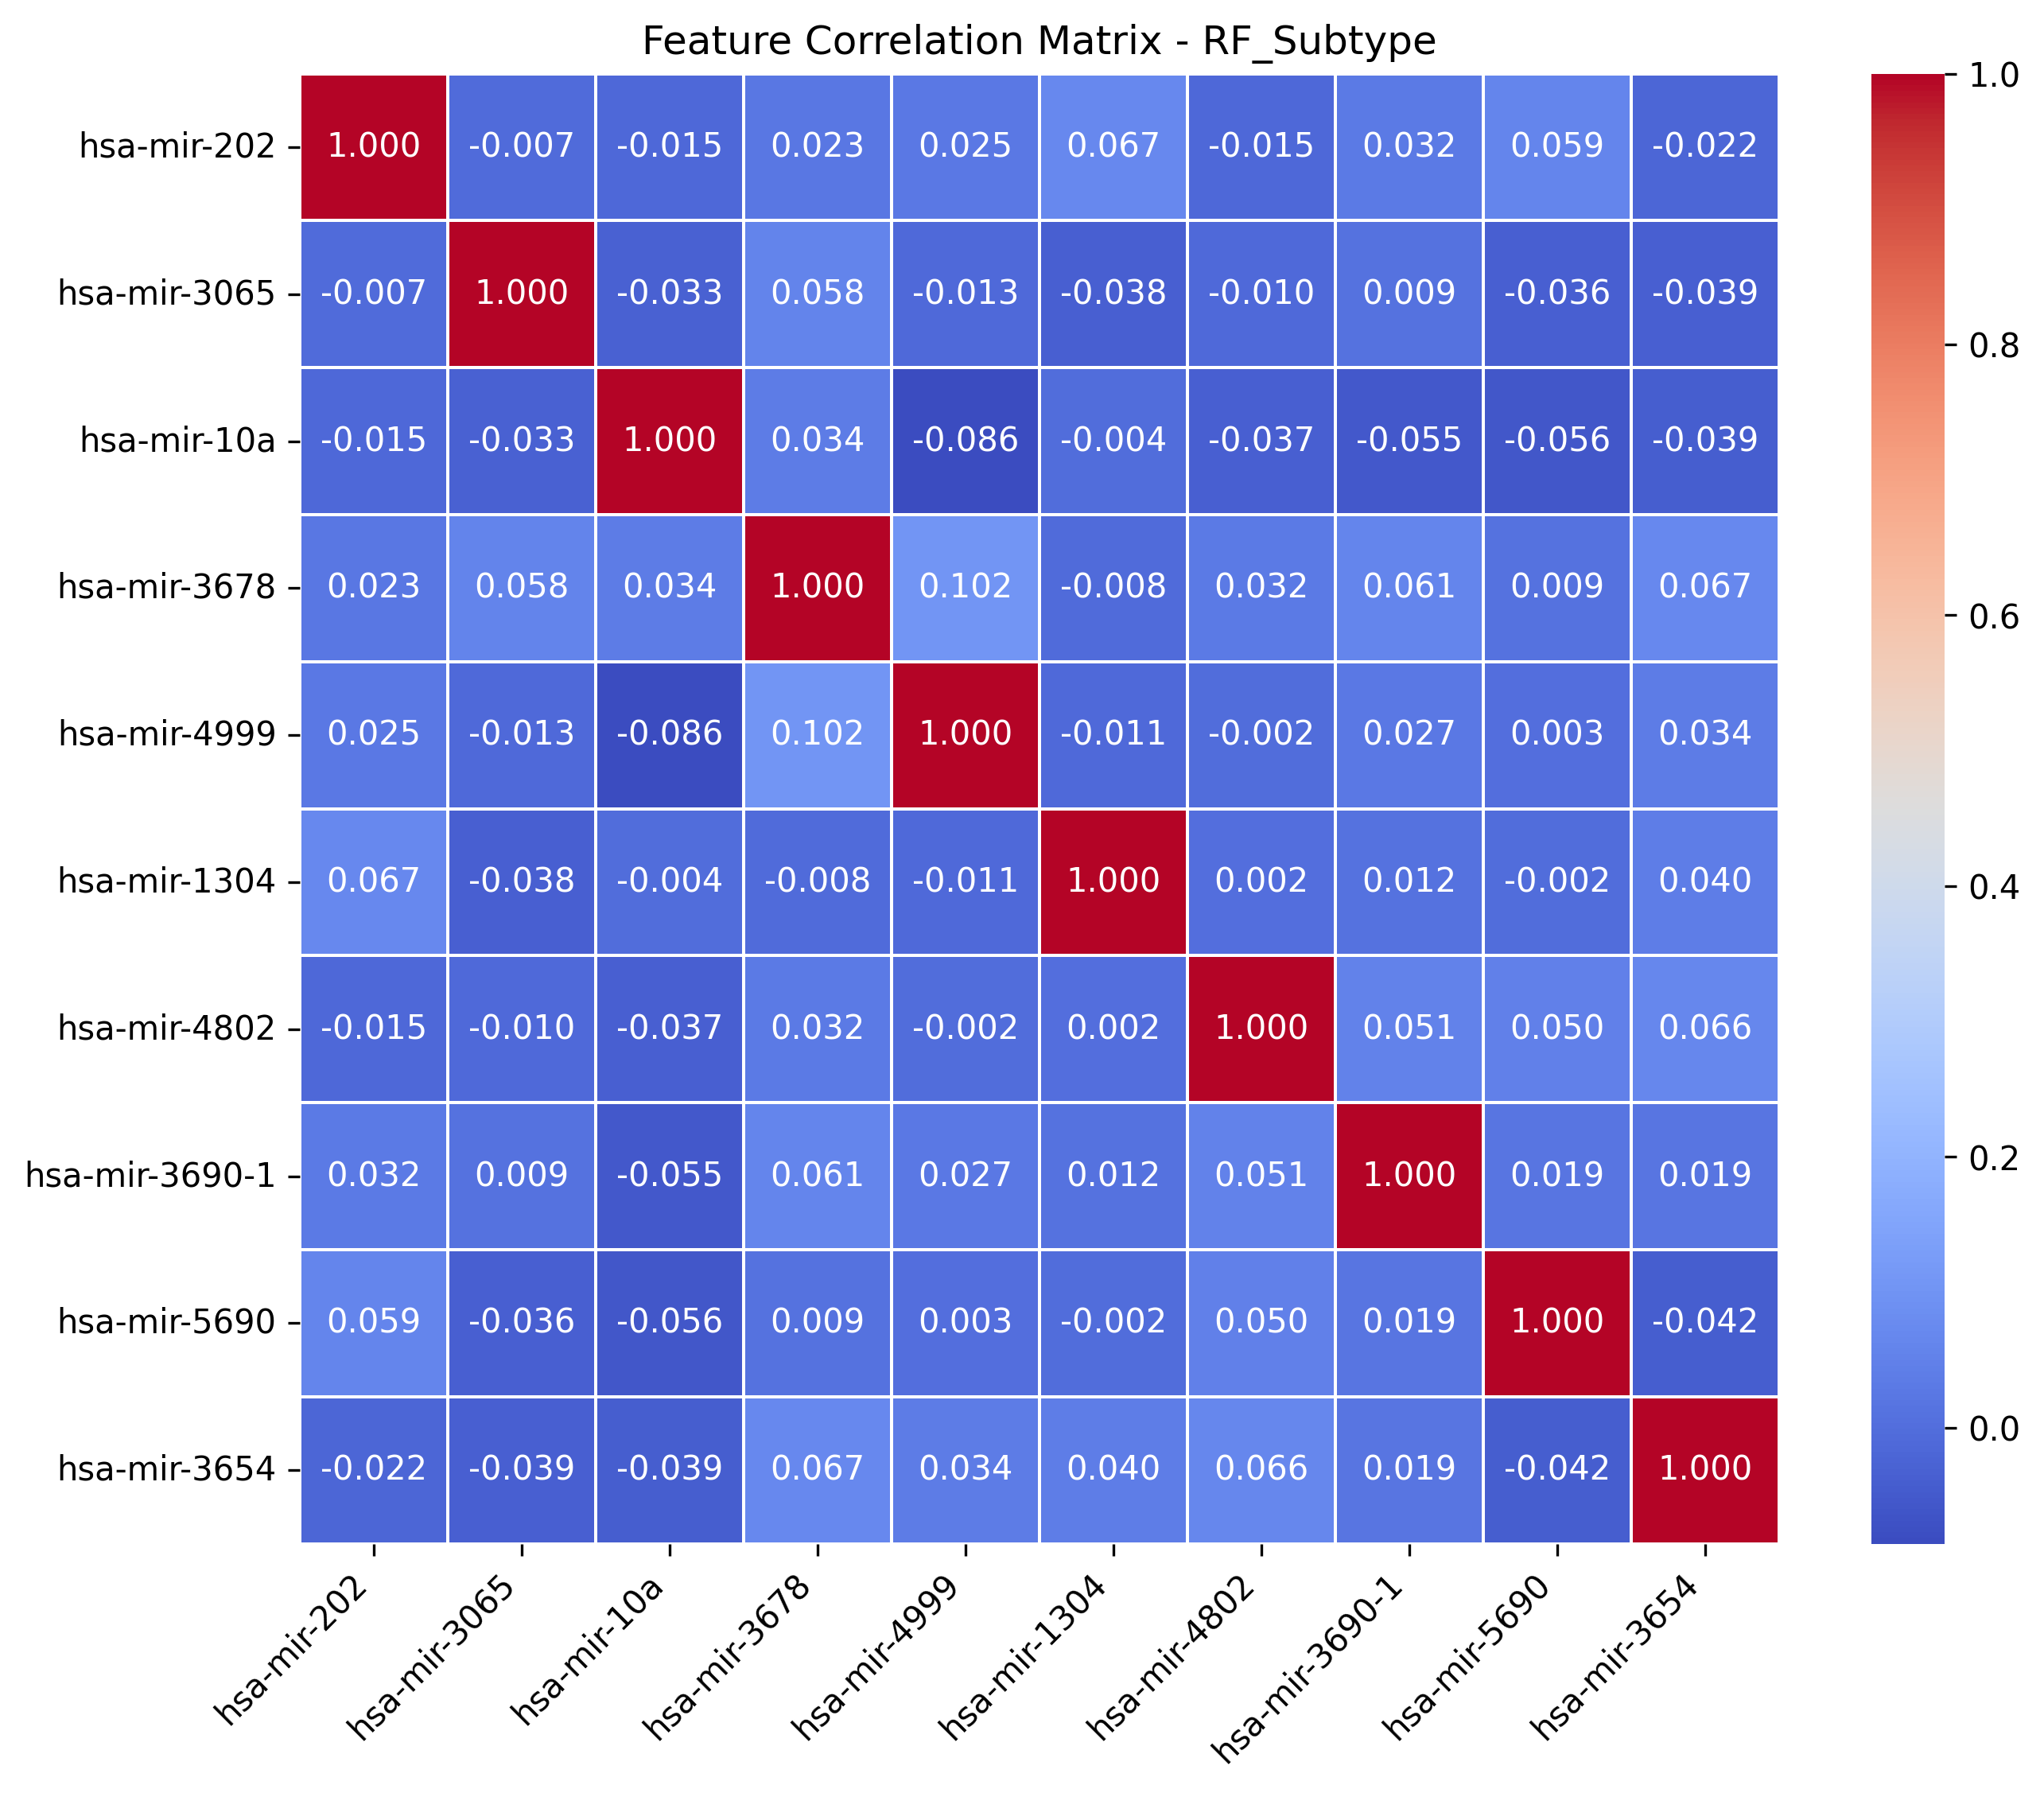 Feature Correlation Matrix - RF_Subtype
hsa-mir-202 1.000 -0.007 -0.015 0.023 0.025 0.067 -0.015 0.032 0.059 -0.022
hsa-mir-3065 -0.007 1.000 -0.033 0.058 -0.013 -0.038 -0.010 0.009 -0.036 -0.039
hsa-mir-10a -0.015 -0.033 1.000 0.034 -0.086 -0.004 -0.037 -0.055 -0.056 -0.039
hsa-mir-3678 0.023 0.058 0.034 1.000 0.102 -0.008 0.032 0.061 0.009 0.067
hsa-mir-4999 0.025 -0.013 -0.086 0.102 1.000 -0.011 -0.002 0.027 0.003 0.034
hsa-mir-1304 0.067 -0.038 -0.004 -0.008 -0.011 1.000 0.002 0.012 -0.002 0.040
hsa-mir-4802 -0.015 -0.010 -0.037 0.032 -0.002 0.002 1.000 0.051 0.050 0.066
hsa-mir-3690-1 0.032 0.009 -0.055 0.061 0.027 0.012 0.051 1.000 0.019 0.019
hsa-mir-5690 0.059 -0.036 -0.056 0.009 0.003 -0.002 0.050 0.019 1.000 -0.042
hsa-mir-3654 -0.022 -0.039 -0.039 0.067 0.034 0.040 0.066 0.019 -0.042 1.000
hsa-mir-202 hsa-mir-3065 hsa-mir-10a hsa-mir-3678 hsa-mir-4999 hsa-mir-1304 hsa-mir-4802 hsa-mir-3690-1 hsa-mir-5690 hsa-mir-3654
1.0
0.8
0.6
0.4
0.2
0.0